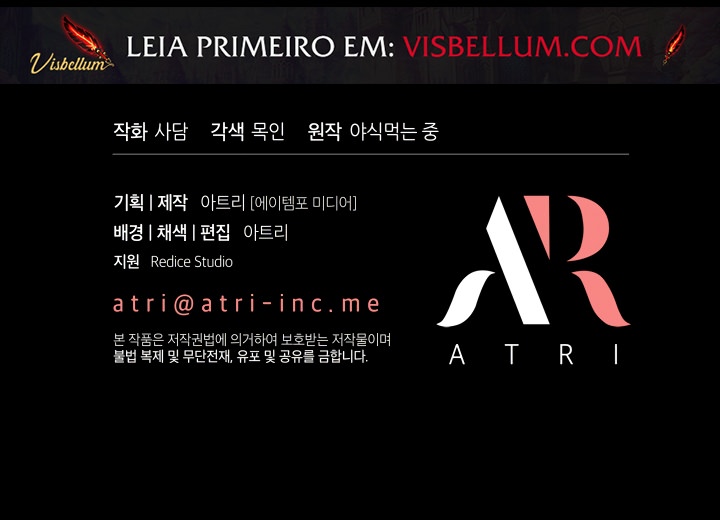 Visbellum LEIA PRIMEIRO EM: VISBELLUM.COM
작화 사담 각색 목인 원작 야식먹는 중
기획 | 제작 아트리 [에이템포 미디어]
배경 | 채색 | 편집 아트리
지원 Redice Studio
atri@atri-inc.me
본 작품은 저작권법에 의거하여 보호받는 저작물이며
불법 복제 및 무단전재, 유포 및 공유를 금합니다.
AR
ATRI